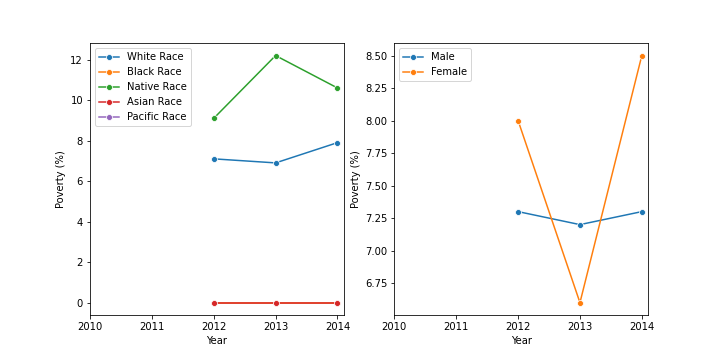 White Race
Black Race
Native Race
Asian Race
Pacific Race
Poverty (%)
12
10
8
6
4
2
0
2010 2011 2012 2013 2014
Year
Male
Female
Poverty (%)
8.50
8.25
8.00
7.75
7.50
7.25
7.00
6.75
2010 2011 2012 2013 2014
Year